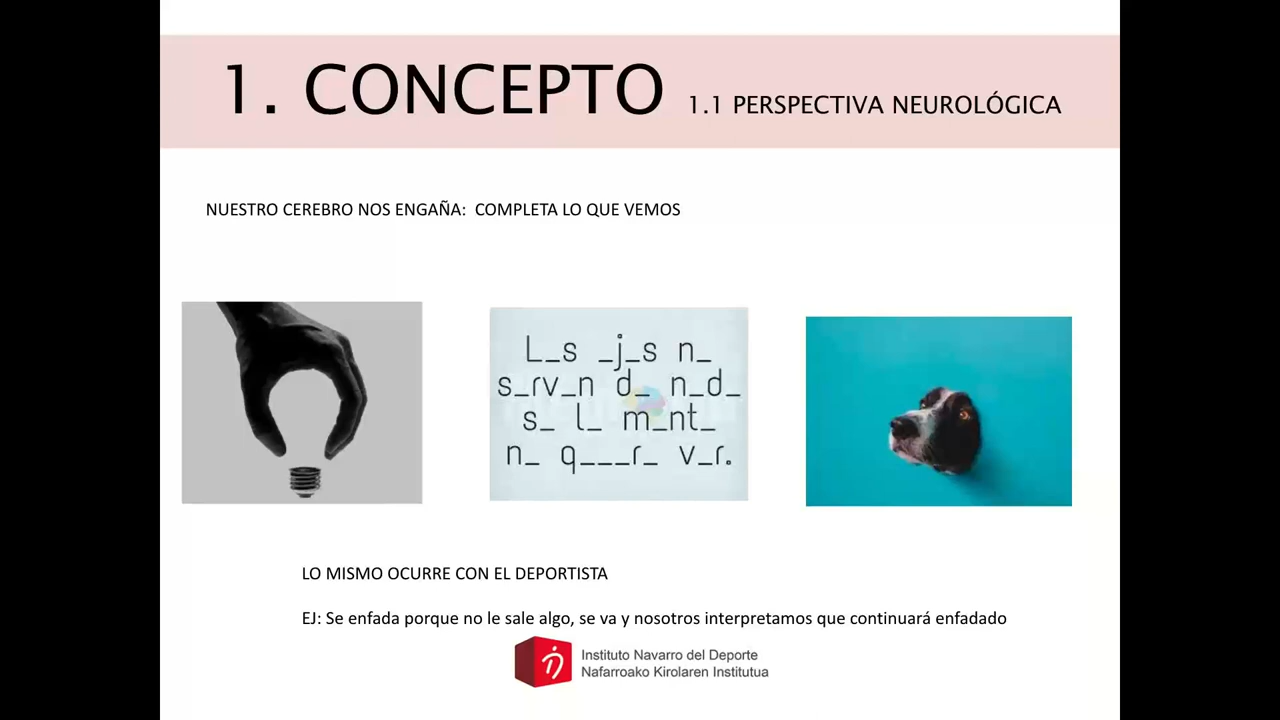 1. CONCEPTO 1.1 PERSPECTIVA NEUROLÓGICA
NUESTRO CEREBRO NOS ENGAÑA: COMPLETA LO QUE VEMOS
L_s _j_s n_
s_rv_n d_ n_d_
s_ l_ m_nt_
n_ q___r_ v_r.
LO MISMO OCURRE CON EL DEPORTISTA
EJ: Se enfada porque no le sale algo, se va y nosotros interpretamos que continuará enfadado
Instituto Navarro del Deporte
Nafarroako Kirolaren Institutua